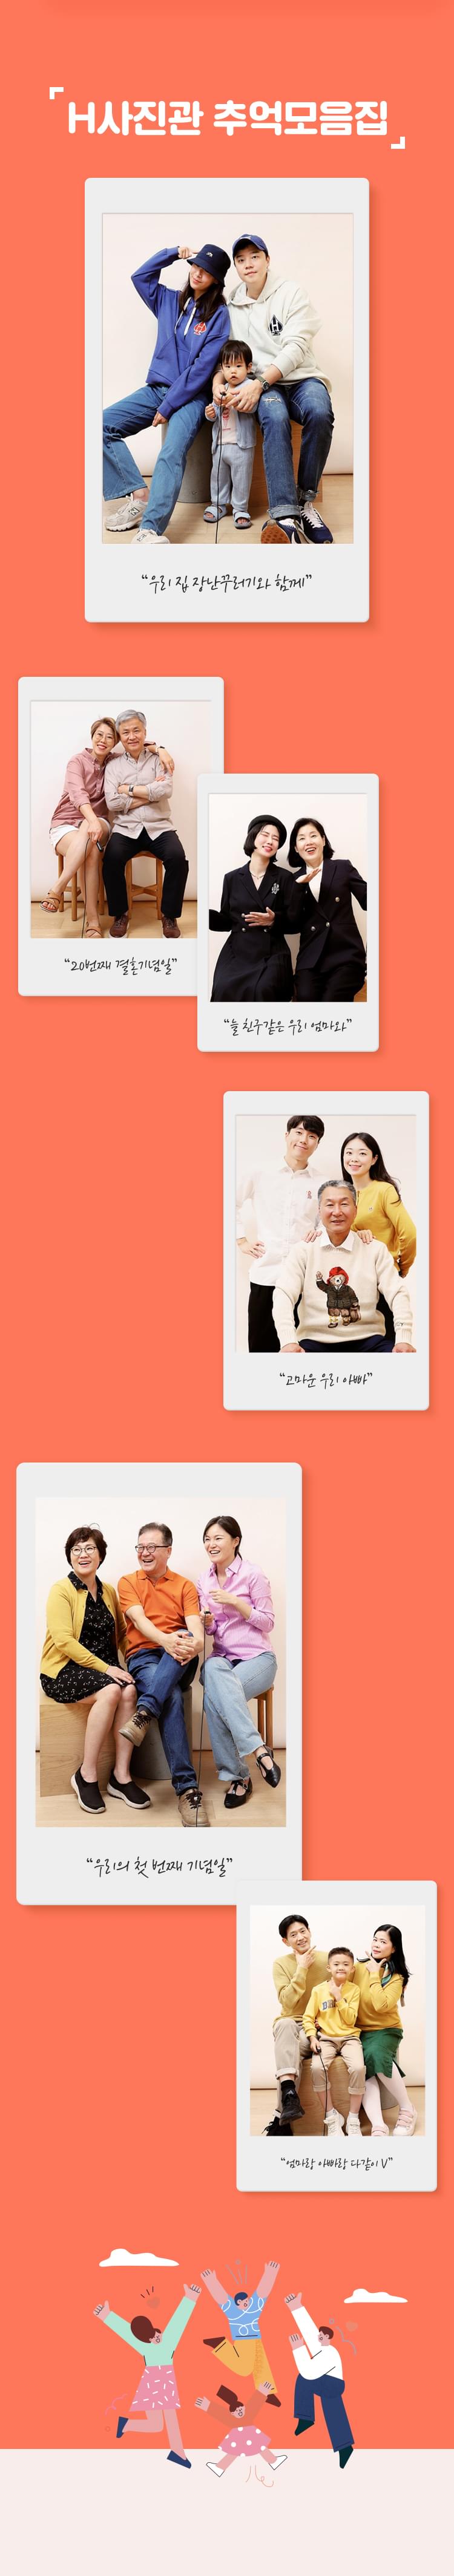 H사진관 추억모음집
“우리 집 장난꾸러기와 함께”
“20번째 결혼기념일”
“늘 친구같은 우리 엄마와”
“고마운 우리 아빠”
“우리의 첫 번째 기념일”
“엄마랑 아빠랑 다같이 V”